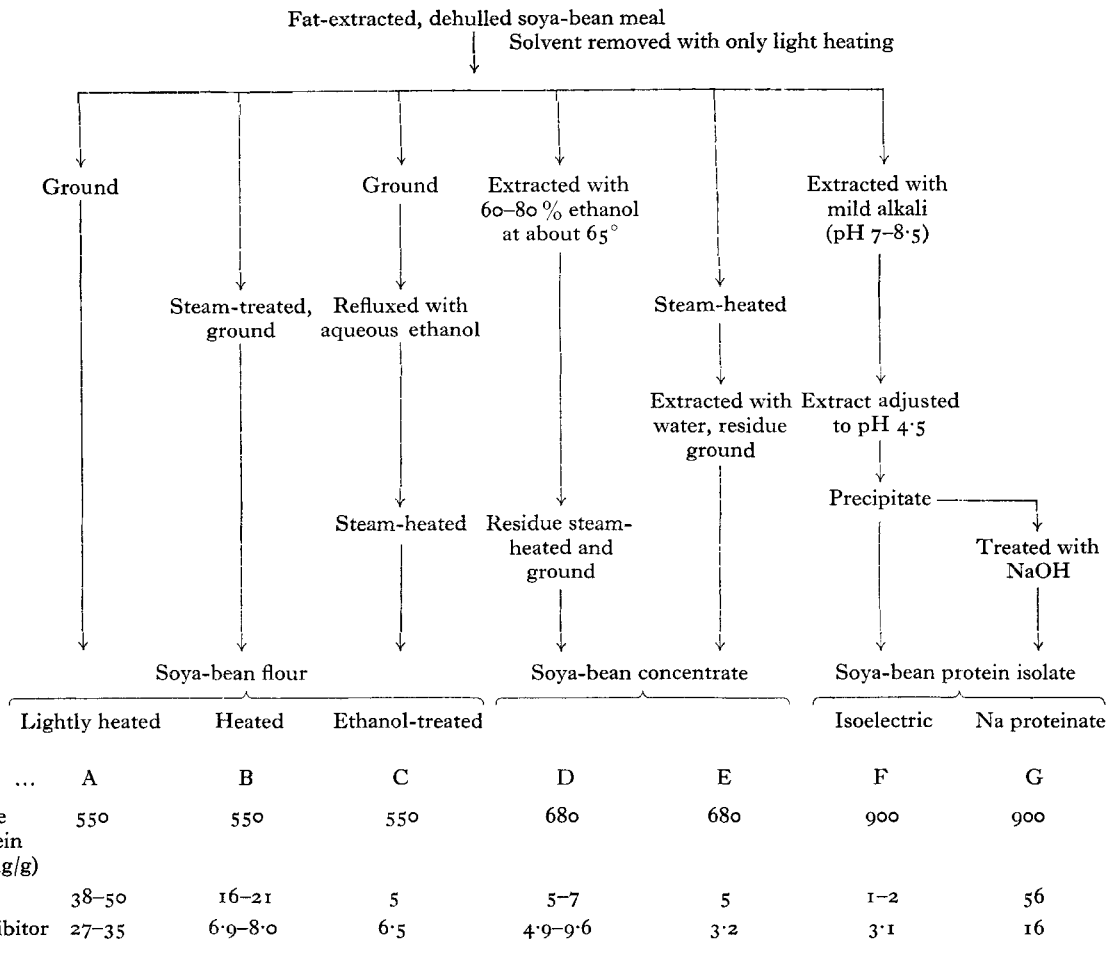 Fat-extracted, dehulled soya-bean meal
Solvent removed with only light heating
Ground
Ground
Extracted with
60–80 % ethanol
at about 65°
Extracted with
mild alkali
(pH 7–8·5)
Steam-treated,
ground
Refluxed with
aqueous ethanol
Steam-heated
Extracted with
water, residue
ground
Extract adjusted
to pH 4·5
Precipitate
Steam-heated
Residue steam-
heated and
ground
Treated with
NaOH
Soya-bean flour
Soya-bean concentrate
Soya-bean protein isolate
Lightly heated
Heated
Ethanol-treated
Isoelectric
Na proteinate
... A B C D E F G
e 550 550 550 680 680 900 900
ein
g/g)
38–50 16–21 5 5–7 5 1–2 56
ibitor 27–35 6·9–8·0 6·5 4·9–9·6 3·2 3·1 16